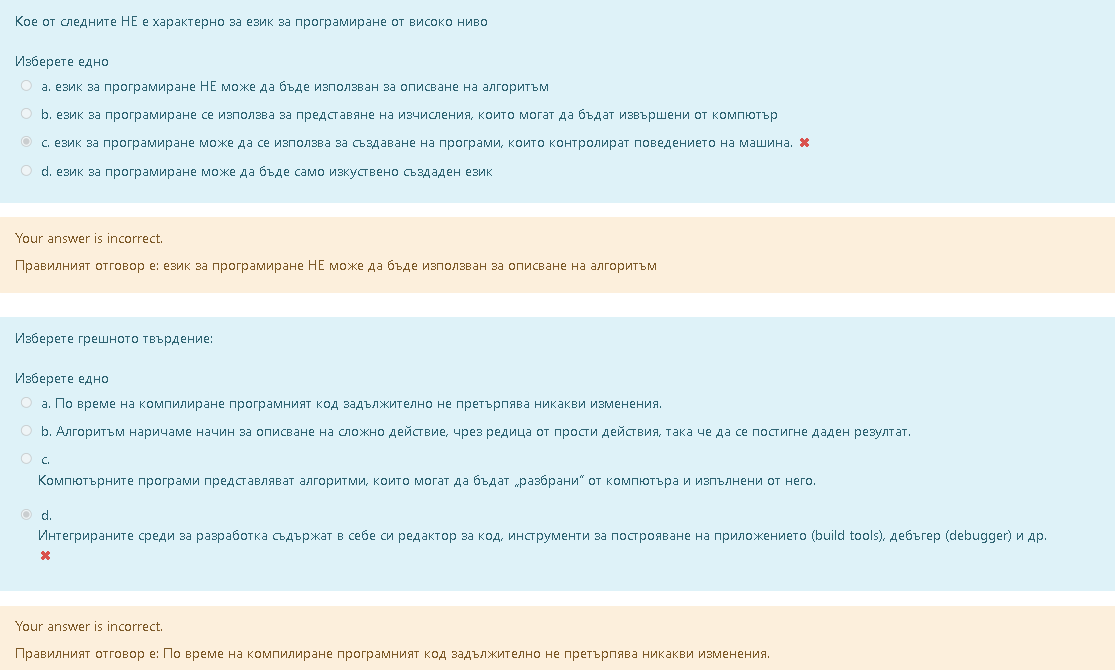 Кое от следните НЕ е характерно за език за програмиране от високо ниво
Изберете едно
a. език за програмиране НЕ може да бъде използван за описване на алгоритъм
b. език за програмиране се използва за представяне на изчисления, които могат да бъдат извършени от компютър
c. език за програмиране може да се използва за създаване на програми, които контролират поведението на машина.
d. език за програмиране може да бъде само изкуствено създаден език
Your answer is incorrect.
Правилният отговор е: език за програмиране НЕ може да бъде използван за описване на алгоритъм
Изберете грешното твърдение:
Изберете едно
a. По време на компилиране програмният код задължително не претърпява никакви изменения.
b. Алгоритъм наричаме начин за описване на сложно действие, чрез редица от прости действия, така че да се постигне даден резултат.
c.
Компютърните програми представляват алгоритми, които могат да бъдат „разбрани“ от компютъра и изпълнени от него.
d.
Интегрираните среди за разработка съдържат в себе си редактор за код, инструменти за построяване на приложението (build tools), дебъгер (debugger) и др.
Your answer is incorrect.
Правилният отговор е: По време на компилиране програмният код задължително не претърпява никакви изменения.